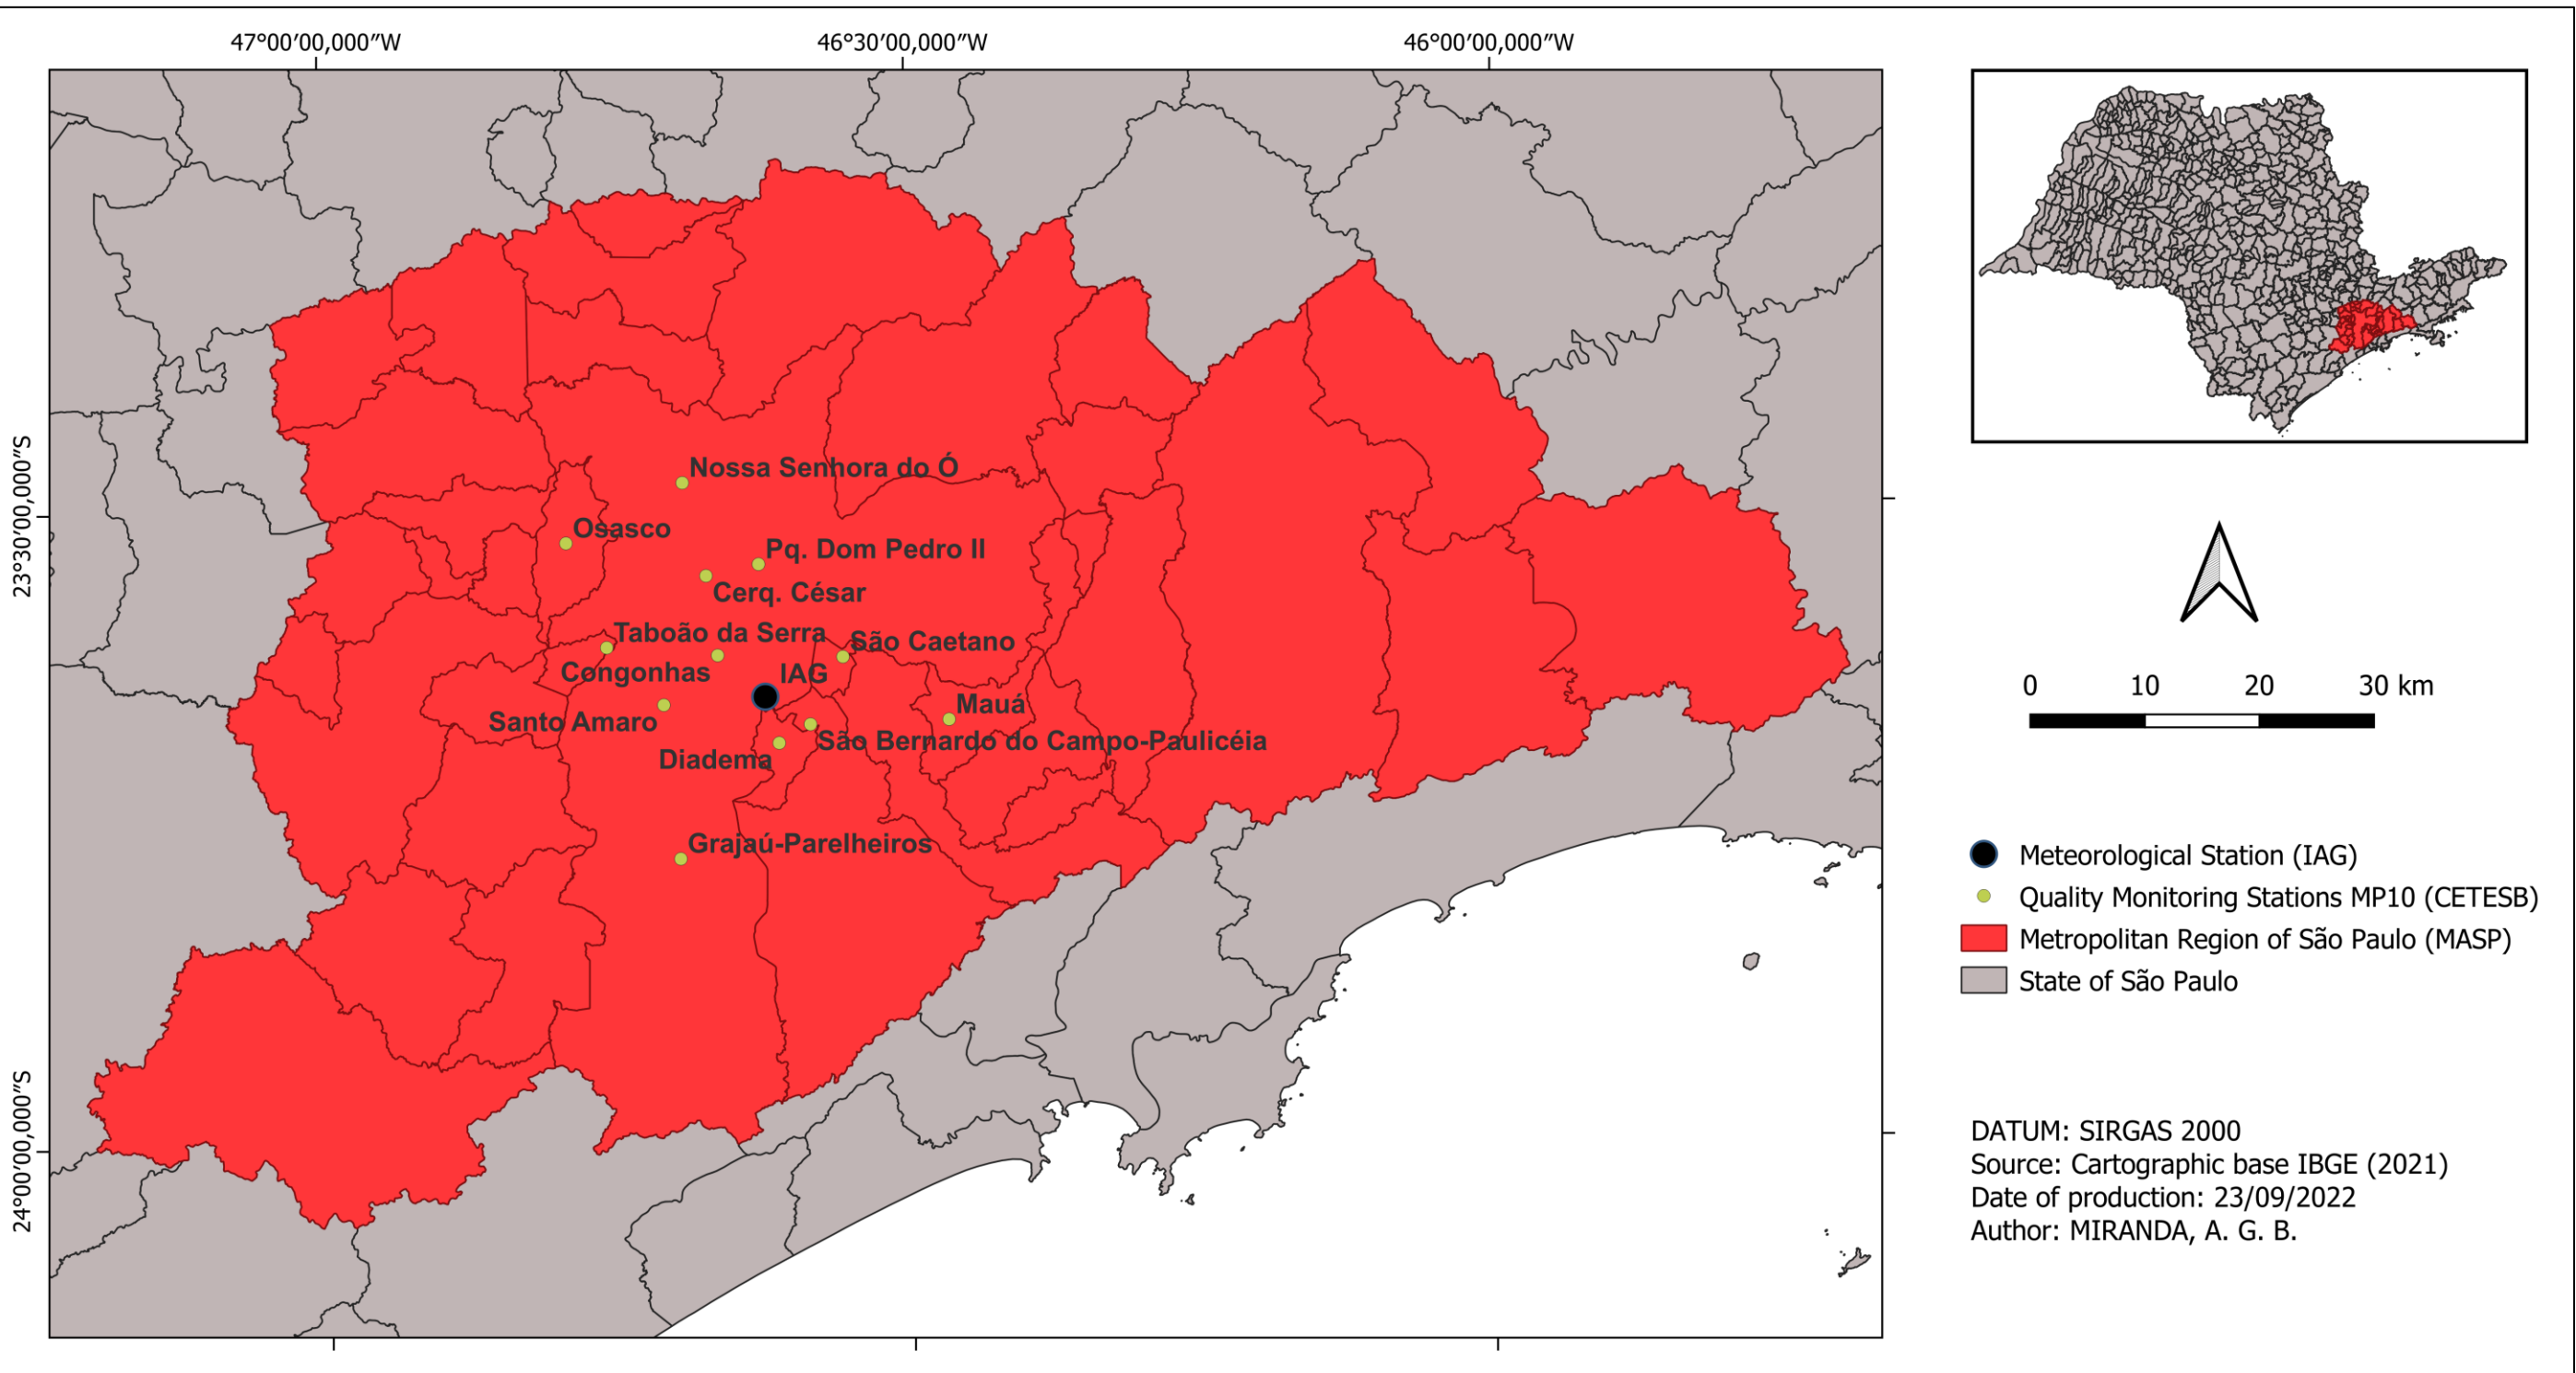 47°00′00,000″W
46°30′00,000″W
46°00′00,000″W
23°30′00,000″S
24°00′00,000″S
Nossa Senhora do Ó
Osasco
Pq. Dom Pedro II
Cerq. César
Taboão da Serra
São Caetano
Congonhas
IAG
Mauá
Santo Amaro
São Bernardo do Campo-Paulicéia
Diadema
Grajaú-Parelheiros
0 10 20 30 km
Meteorological Station (IAG)
Quality Monitoring Stations MP10 (CETESB)
Metropolitan Region of São Paulo (MASP)
State of São Paulo
DATUM: SIRGAS 2000
Source: Cartographic base IBGE (2021)
Date of production: 23/09/2022
Author: MIRANDA, A. G. B.